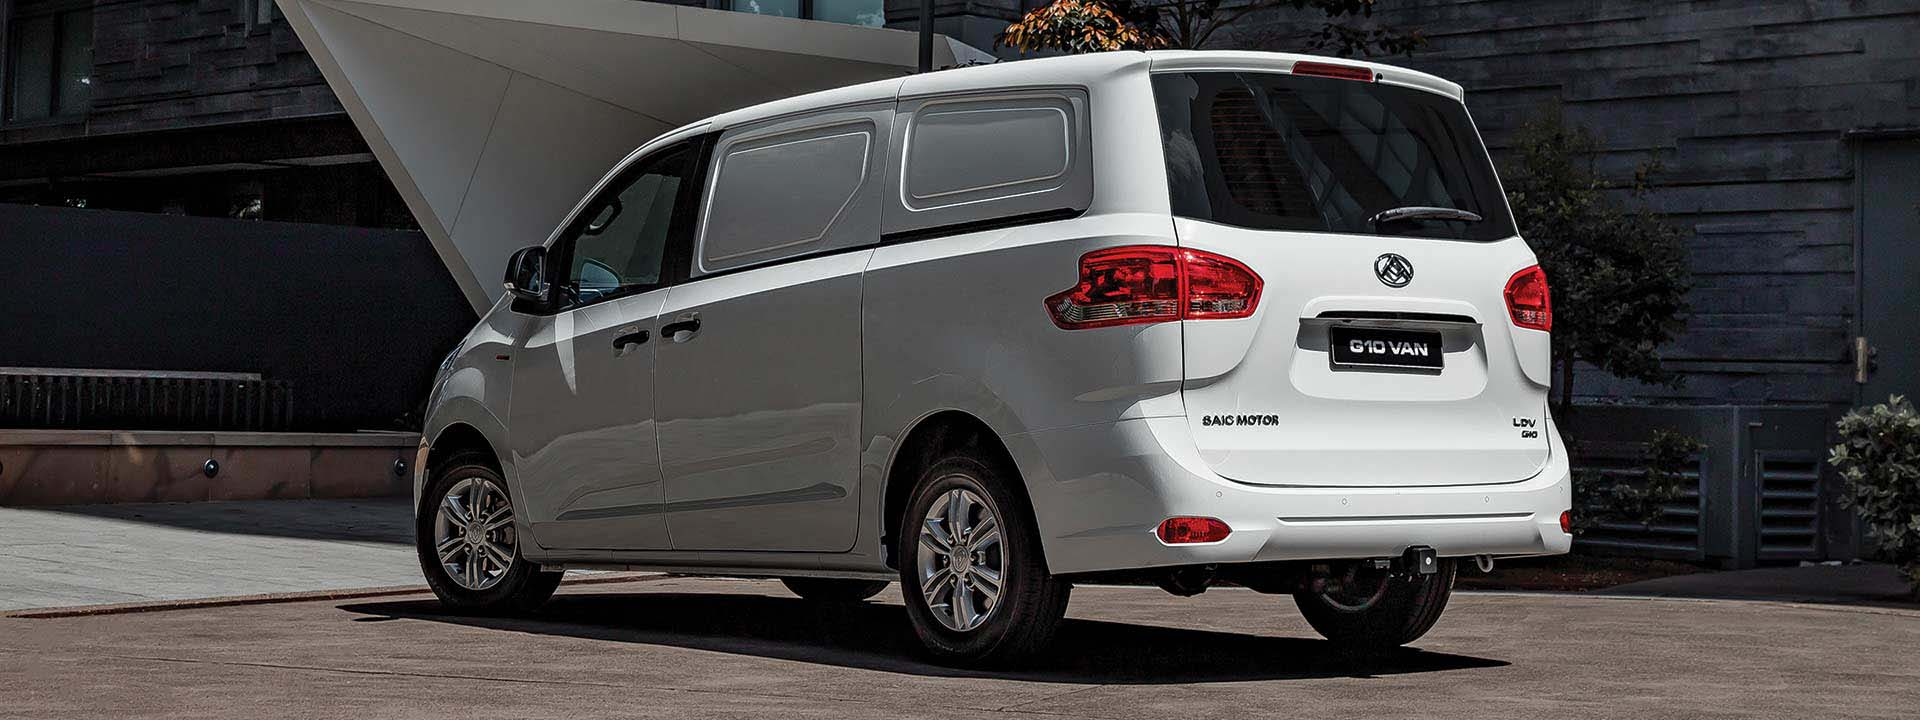 G10 VAN
SAIC MOTOR
LDV
G10